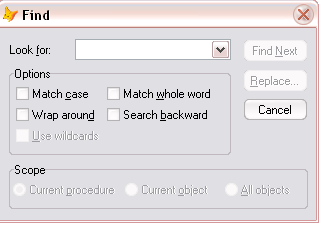 Find
Look for: Find Next
Options Replace...
Match case Match whole word Cancel
Wrap around Search backward
Use wildcards
Scope
Current procedure Current object All objects